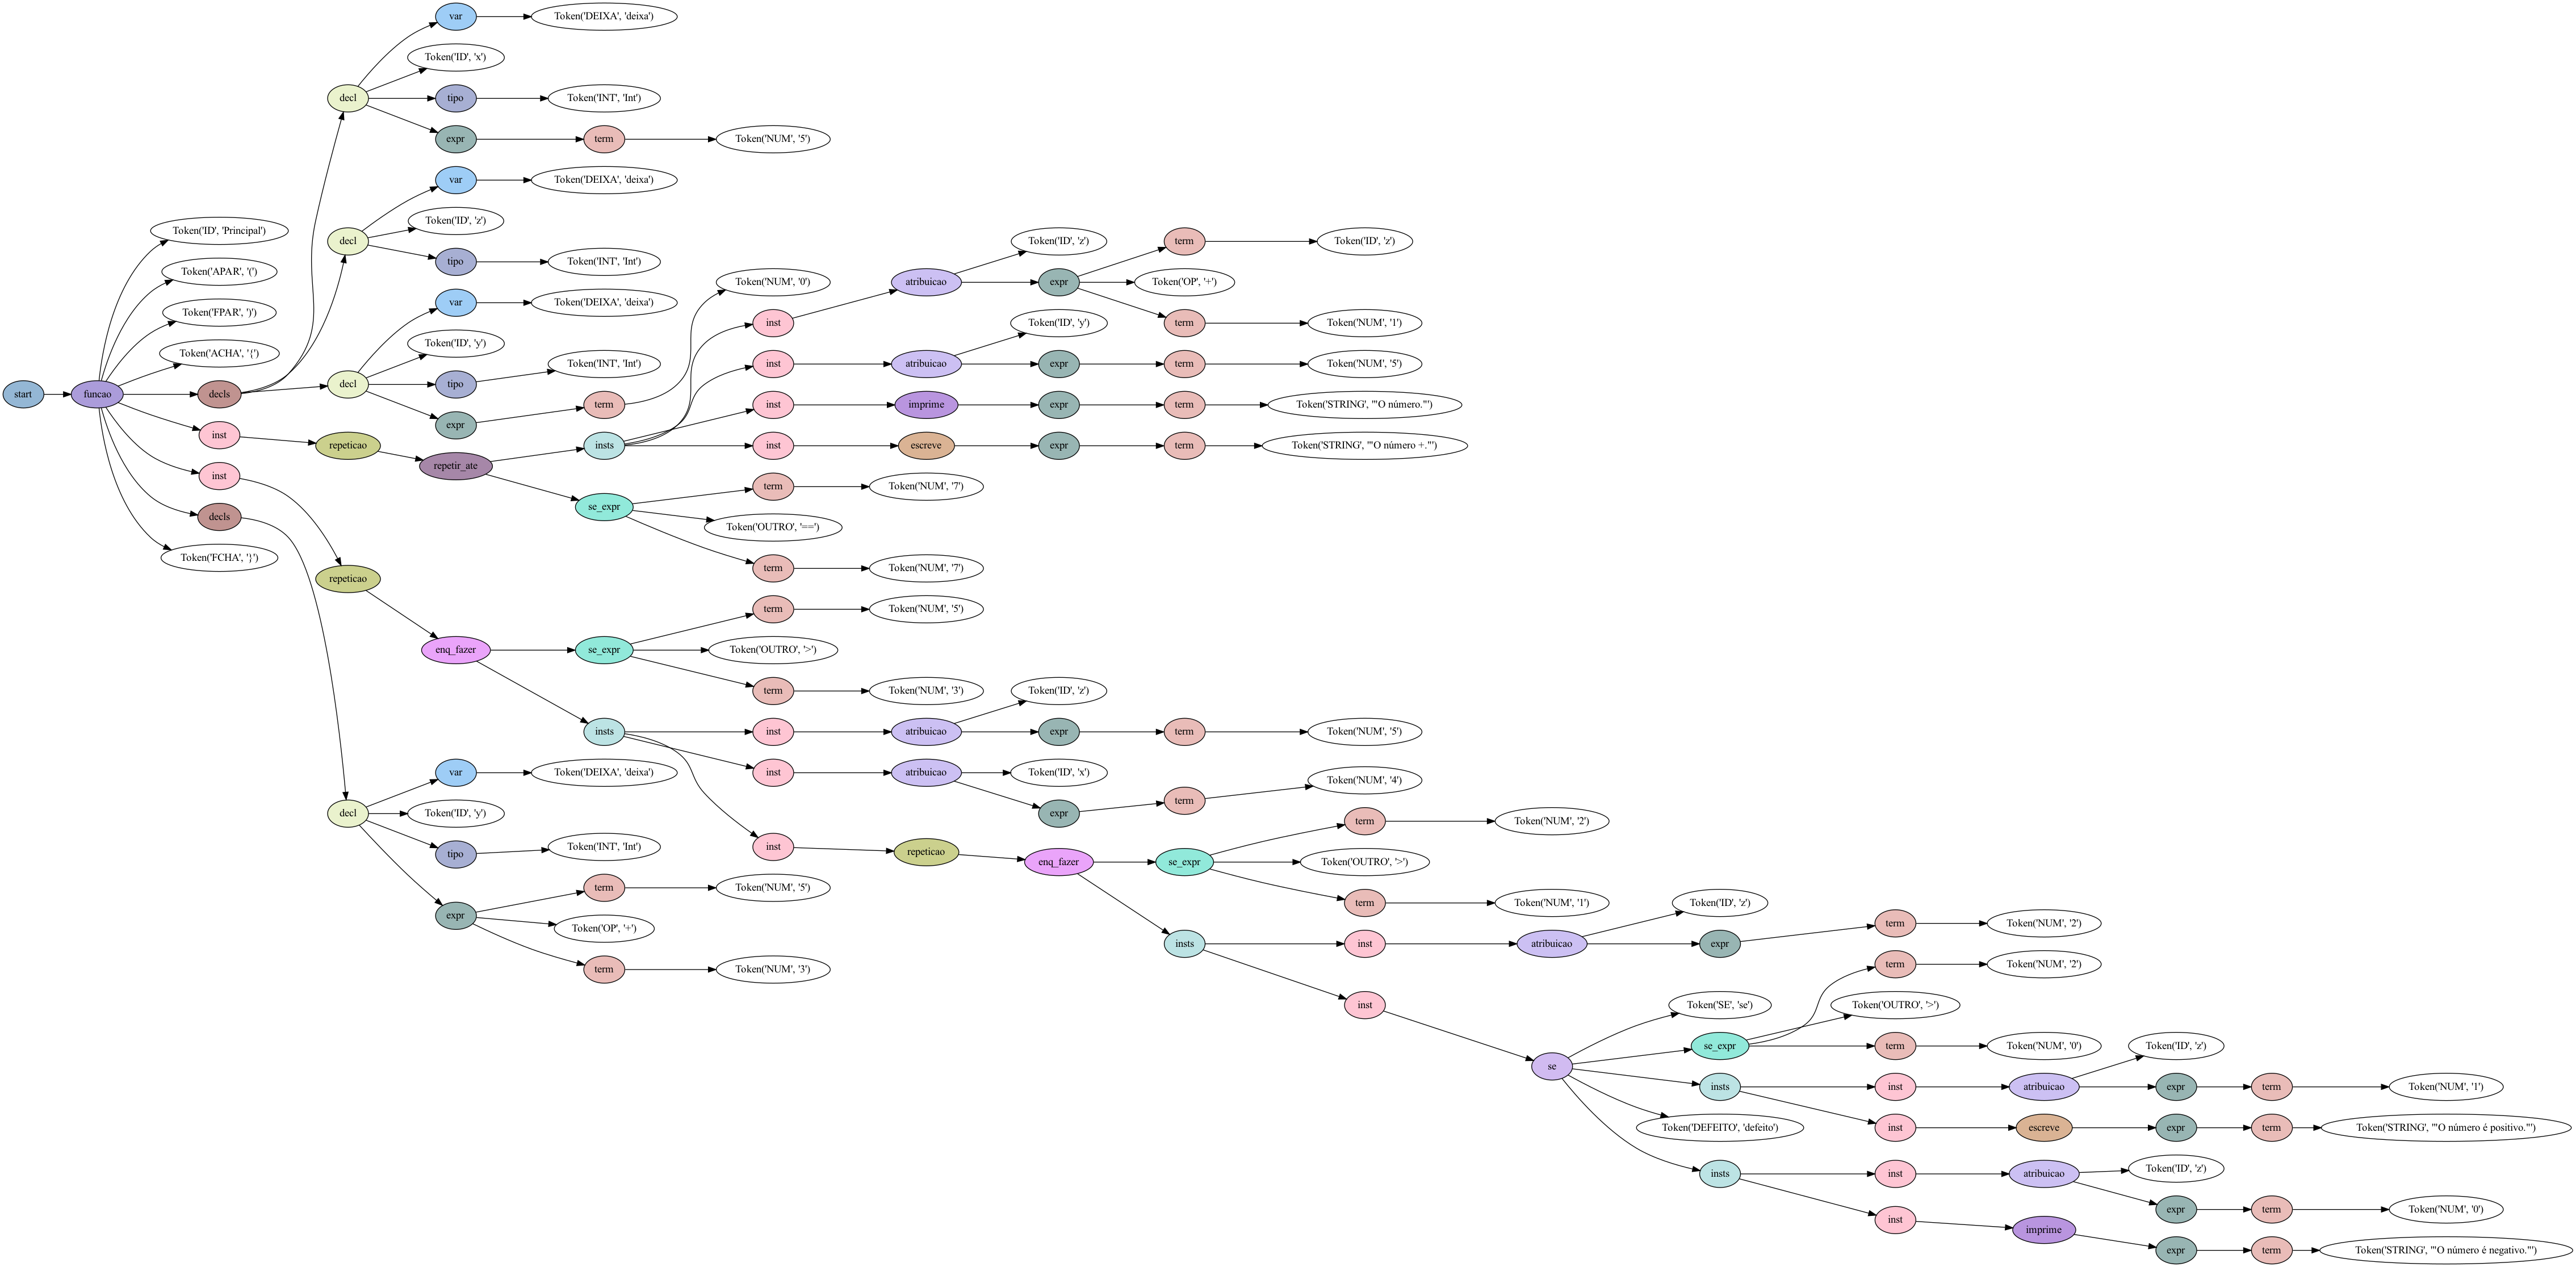 start
funcao
Token('ID', 'Principal')
Token('APAR', '(')
Token('FPAR', ')')
Token('ACHA', '{')
decls
decl
var
Token('DEIXA', 'deixa')
Token('ID', 'x')
tipo
Token('INT', 'Int')
expr
term
Token('NUM', '5')
decl
var
Token('DEIXA', 'deixa')
Token('ID', 'z')
tipo
Token('INT', 'Int')
decl
var
Token('DEIXA', 'deixa')
Token('ID', 'y')
tipo
Token('INT', 'Int')
expr
term
Token('NUM', '0')
inst
repeticao
repetir_ate
insts
inst
atribuicao
Token('ID', 'z')
expr
term
Token('ID', 'z')
Token('OP', '+')
term
Token('NUM', '1')
inst
atribuicao
Token('ID', 'y')
expr
term
Token('NUM', '5')
inst
imprime
expr
term
Token('STRING', '"O número."')
inst
escreve
expr
term
Token('STRING', '"O número +."')
se_expr
term
Token('NUM', '7')
Token('OUTRO', '==')
term
Token('NUM', '7')
inst
repeticao
enq_fazer
se_expr
term
Token('NUM', '5')
Token('OUTRO', '>')
term
Token('NUM', '3')
insts
inst
atribuicao
Token('ID', 'z')
expr
term
Token('NUM', '5')
inst
atribuicao
Token('ID', 'x')
expr
term
Token('NUM', '4')
inst
repeticao
enq_fazer
se_expr
term
Token('NUM', '2')
Token('OUTRO', '>')
term
Token('NUM', '1')
insts
inst
atribuicao
Token('ID', 'z')
expr
term
Token('NUM', '2')
inst
se
Token('SE', 'se')
se_expr
term
Token('NUM', '2')
Token('OUTRO', '>')
term
Token('NUM', '0')
insts
inst
atribuicao
Token('ID', 'z')
expr
term
Token('NUM', '1')
inst
escreve
expr
term
Token('STRING', '"O número é positivo."')
Token('DEFEITO', 'defeito')
insts
inst
atribuicao
Token('ID', 'z')
expr
term
Token('NUM', '0')
inst
imprime
expr
term
Token('STRING', '"O número é negativo."')
decls
decl
var
Token('DEIXA', 'deixa')
Token('ID', 'y')
tipo
Token('INT', 'Int')
expr
term
Token('NUM', '5')
Token('OP', '+')
term
Token('NUM', '3')
Token('FCHA', '}')